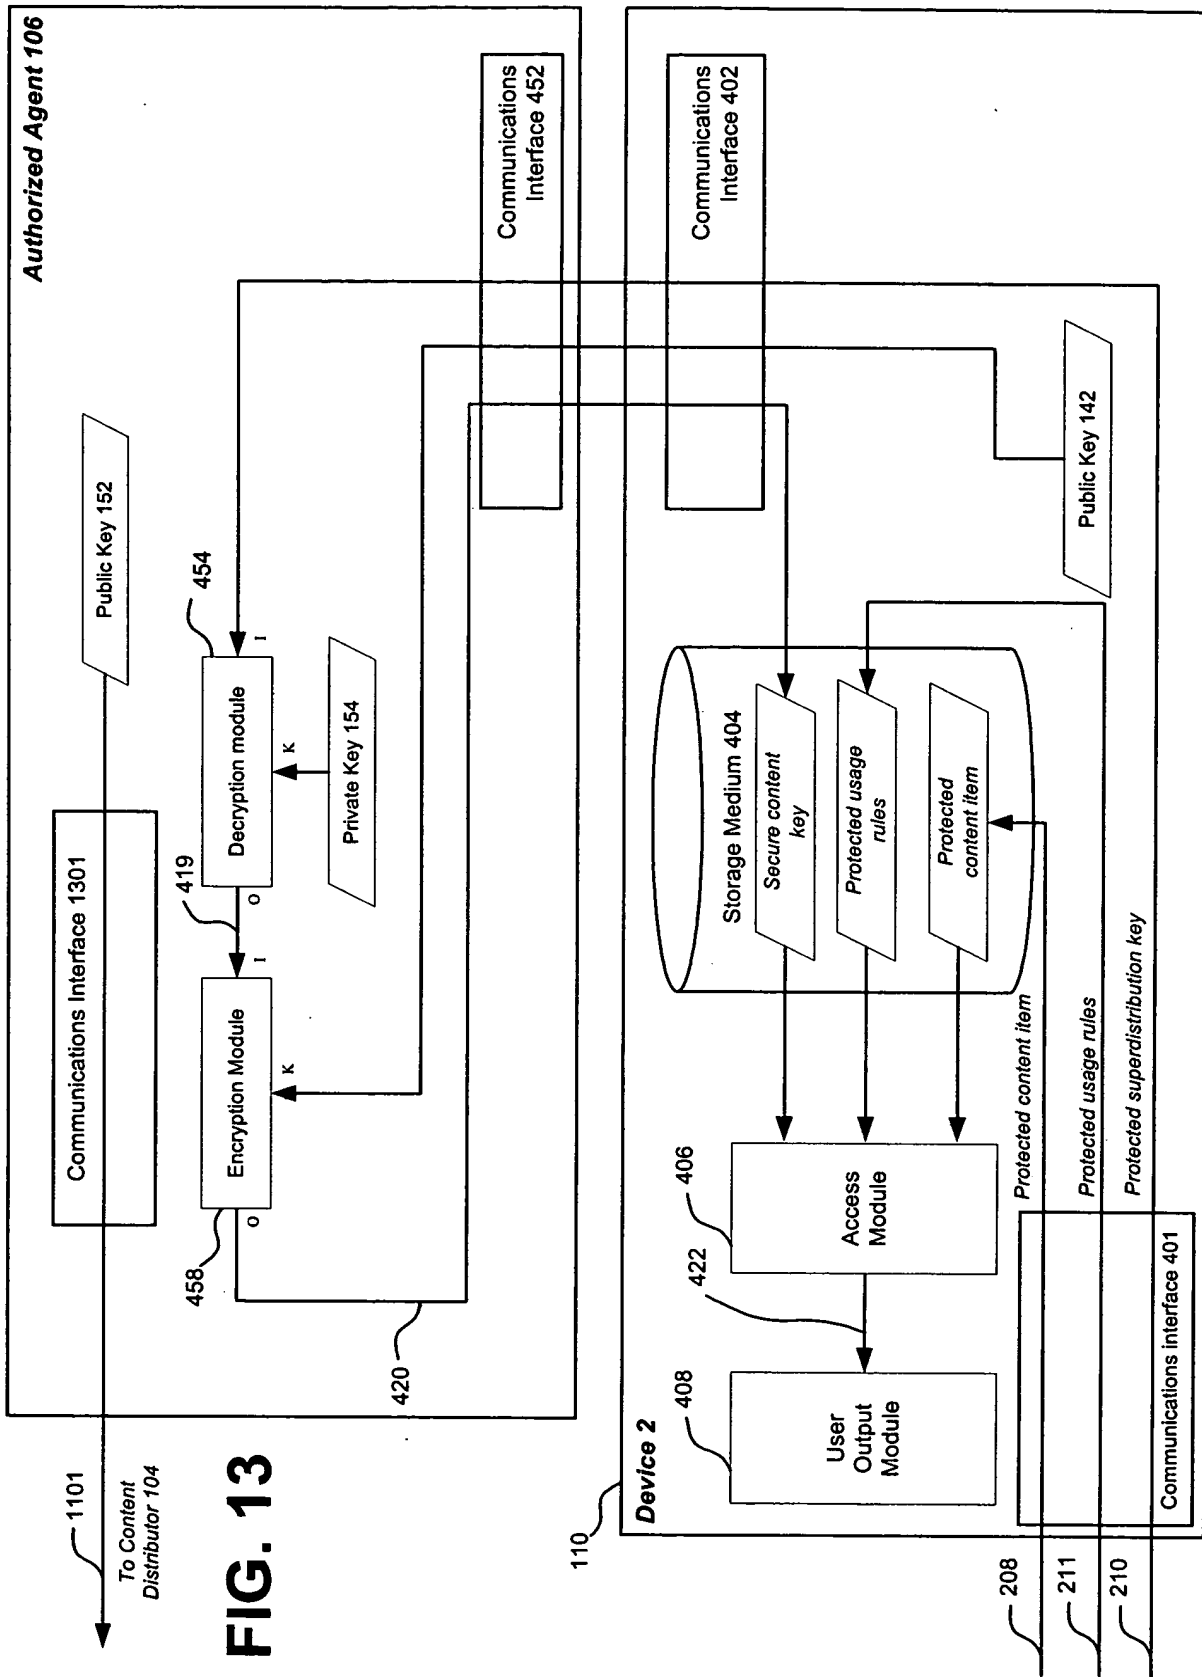 Authorized Agent 106
Communications
Interface 452
Public Key 152
Communications Interface 1301
454
Decryption module
I
K
O
Private Key 154
419
Encryption Module
I
K
O
458
420
1101
To Content
Distributor 104
FIG. 13
Device 2
110
Communications
Interface 402
Public Key 142
Storage Medium 404
Secure content
key
Protected usage
rules
Protected
content item
406
Access
Module
422
408
User
Output
Module
Protected content item
Protected usage rules
Protected superdistribution key
Communications interface 401
208
211
210